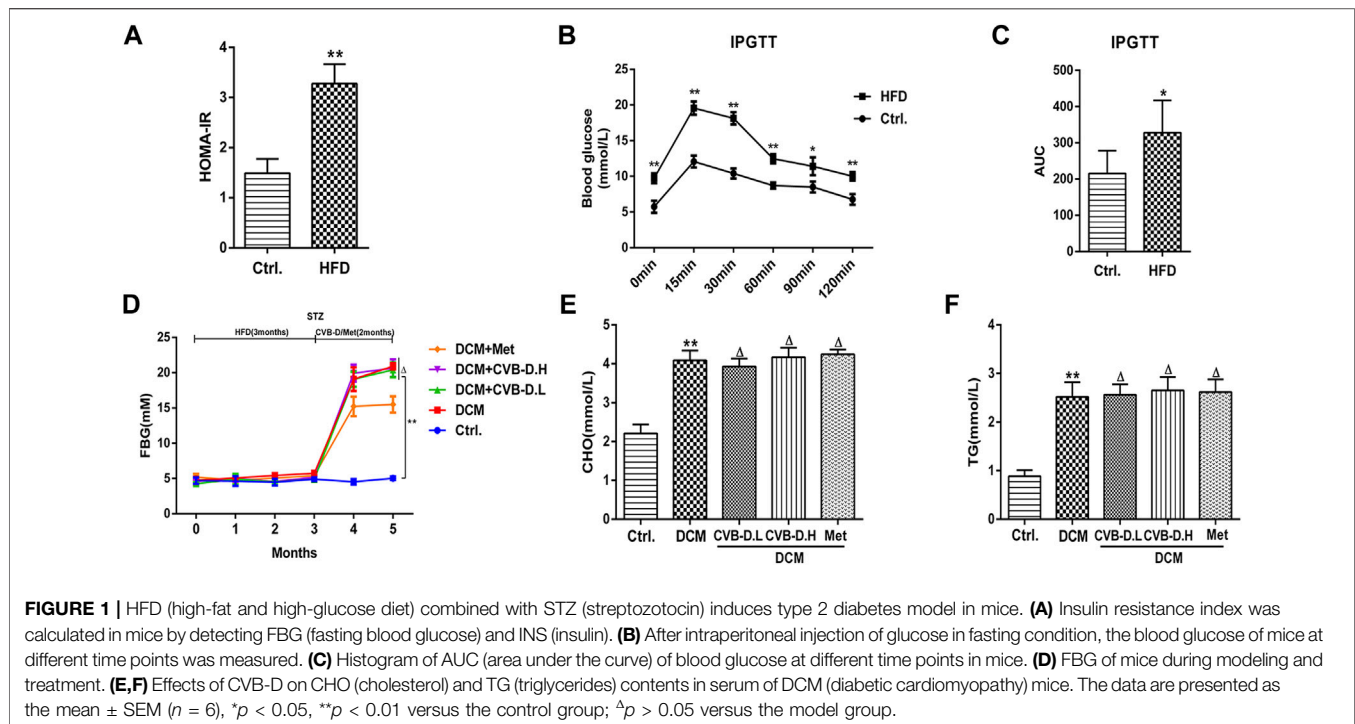 A
HOMA-IR
4
3
2
1
0
**
Ctrl.
HFD
B
IPGTT
Blood glucose
(mmol/L)
25
20
15
10
5
0
**
**
**
**
*
**
HFD
Ctrl.
0min
15min
30min
60min
90min
120min
C
IPGTT
AUC
500
400
300
200
100
0
*
Ctrl.
HFD
D
STZ
HFD(3months)
CVB-D/Met(2months)
FBG(mM)
25
20
15
10
5
0
Δ
**
0
1
2
3
4
5
Months
DCM+Met
DCM+CVB-D.H
DCM+CVB-D.L
DCM
Ctrl.
E
CHO(mmol/L)
6
4
2
0
**
Δ
Δ
Δ
Ctrl.
DCM
CVB-D.L
CVB-D.H
Met
DCM
F
TG(mmol/L)
4
3
2
1
0
**
Δ
Δ
Δ
Ctrl.
DCM
CVB-D.L
CVB-D.H
Met
DCM
FIGURE 1 | HFD (high-fat and high-glucose diet) combined with STZ (streptozotocin) induces type 2 diabetes model in mice. (A) Insulin resistance index was
calculated in mice by detecting FBG (fasting blood glucose) and INS (insulin). (B) After intraperitoneal injection of glucose in fasting condition, the blood glucose of mice at
different time points was measured. (C) Histogram of AUC (area under the curve) of blood glucose at different time points in mice. (D) FBG of mice during modeling and
treatment. (E,F) Effects of CVB-D on CHO (cholesterol) and TG (triglycerides) contents in serum of DCM (diabetic cardiomyopathy) mice. The data are presented as
the mean ± SEM (n = 6), *p < 0.05, **p < 0.01 versus the control group; Δp > 0.05 versus the model group.